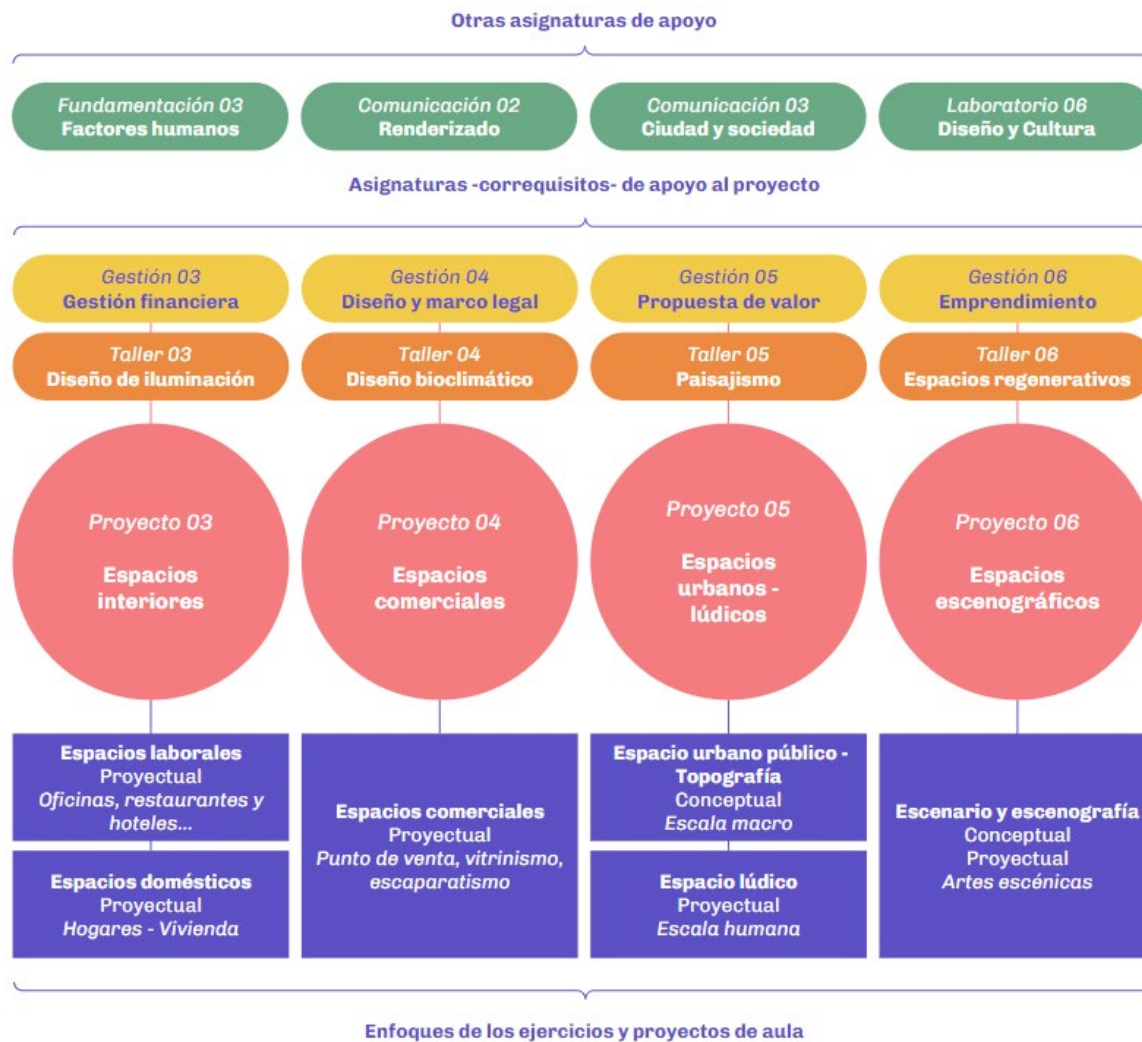 Otras asignaturas de apoyo
Fundamentación 03
Factores humanos
Comunicación 02
Renderizado
Comunicación 03
Ciudad y sociedad
Laboratorio 06
Diseño y Cultura
Asignaturas -correquisitos- de apoyo al proyecto
Gestión 03
Gestión financiera
Gestión 04
Diseño y marco legal
Gestión 05
Propuesta de valor
Gestión 06
Emprendimiento
Taller 03
Diseño de iluminación
Taller 04
Diseño bioclimático
Taller 05
Paisajismo
Taller 06
Espacios regenerativos
Proyecto 03
Espacios
interiores
Proyecto 04
Espacios
comerciales
Proyecto 05
Espacios
urbanos -
lúdicos
Proyecto 06
Espacios
escenográficos
Espacios laborales
Proyectual
Oficinas, restaurantes y
hoteles...
Espacios domésticos
Proyectual
Hogares - Vivienda
Espacios comerciales
Proyectual
Punto de venta, vitrinismo,
escaparatismo
Espacio urbano público -
Topografía
Conceptual
Escala macro
Espacio lúdico
Proyectual
Escala humana
Escenario y escenografía
Conceptual
Proyectual
Artes escénicas
Enfoques de los ejercicios y proyectos de aula